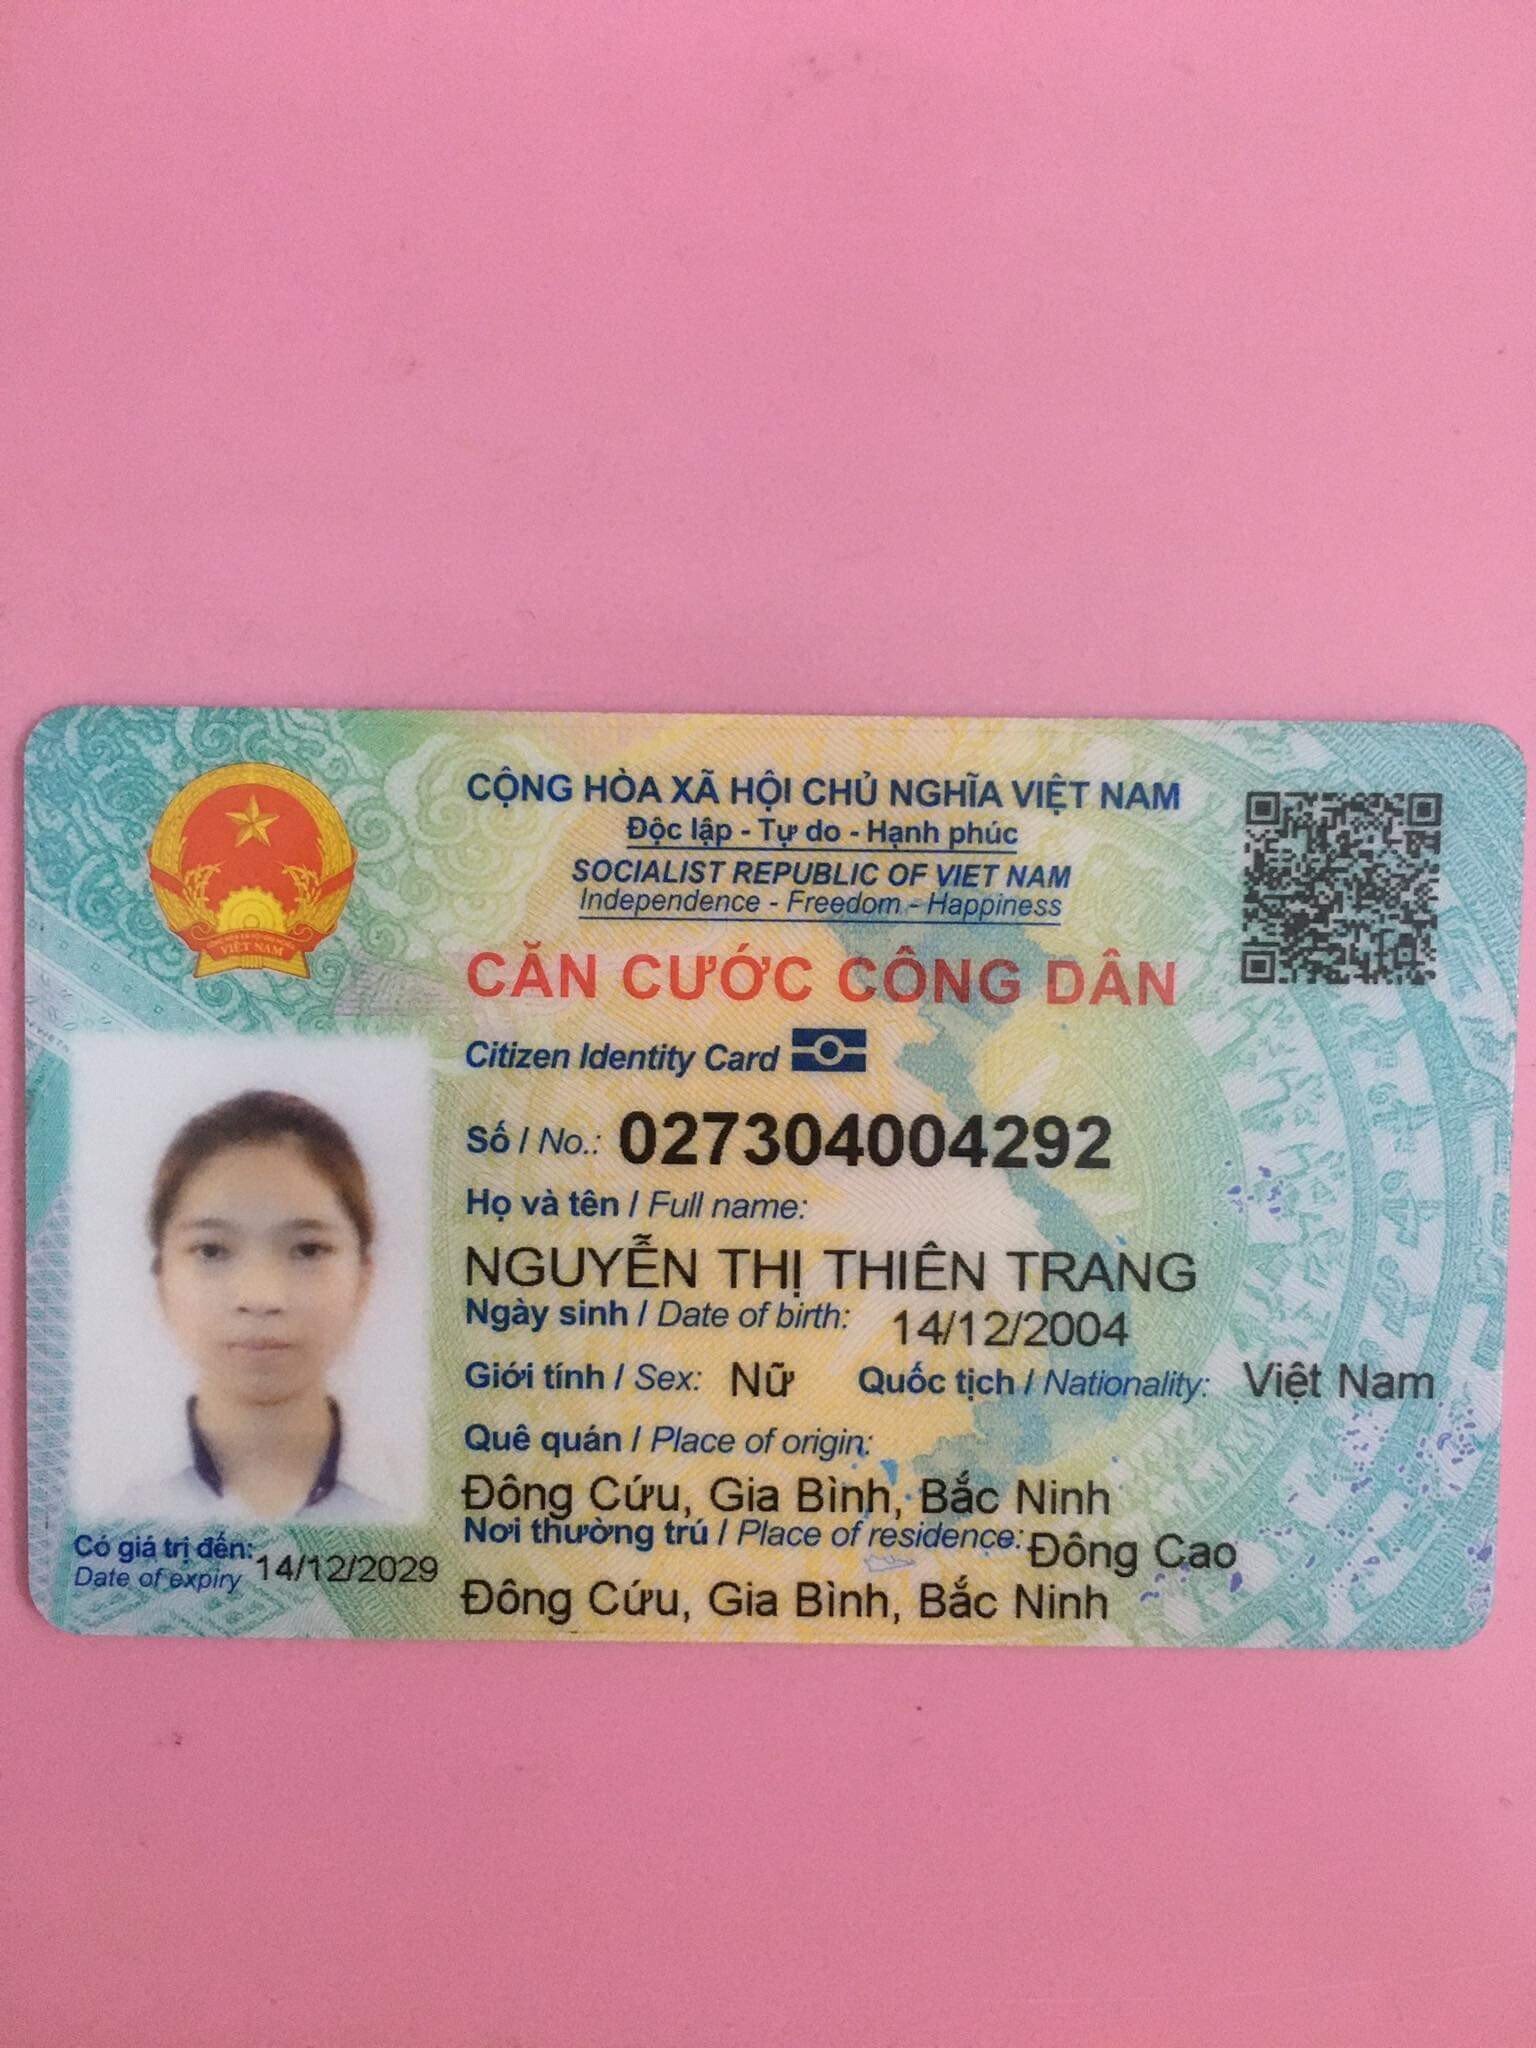 CỘNG HÒA XÃ HỘI CHỦ NGHĨA VIỆT NAM
Độc lập - Tự do - Hạnh phúc
SOCIALIST REPUBLIC OF VIET NAM
Independence - Freedom - Happiness
VIỆT NAM
CĂN CƯỚC CÔNG DÂN
Citizen Identity Card
Số / No.: 027304004292
Họ và tên / Full name:
NGUYỄN THỊ THIÊN TRANG
Ngày sinh / Date of birth: 14/12/2004
Giới tính / Sex: Nữ Quốc tịch / Nationality: Việt Nam
Quê quán / Place of origin:
Đông Cứu, Gia Bình, Bắc Ninh
Nơi thường trú / Place of residence: Đông Cao
Đông Cứu, Gia Bình, Bắc Ninh
Có giá trị đến: 14/12/2029
Date of expiry